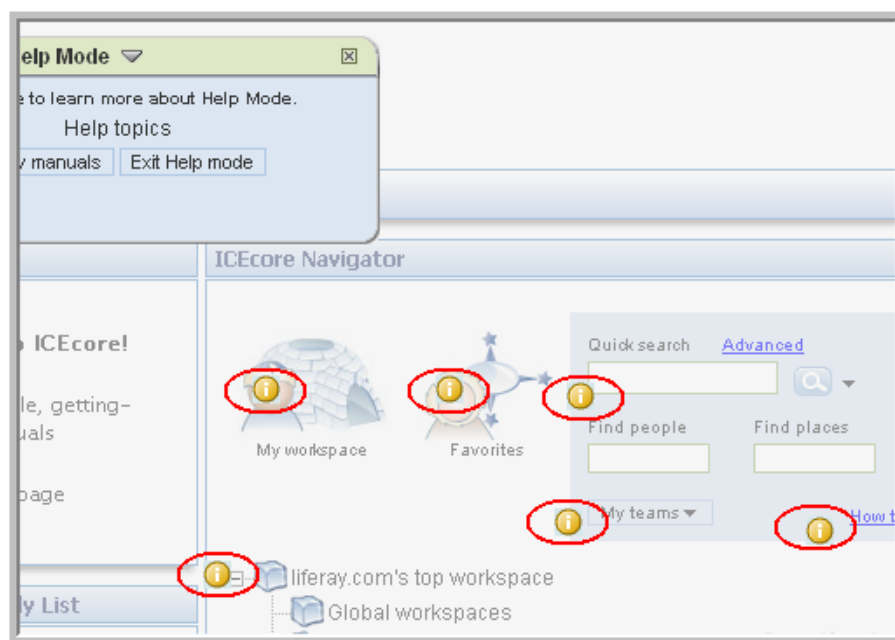 elp Mode
e to learn more about Help Mode.
Help topics
manuals
Exit Help mode
ICEcore Navigator
ICEcore!
le, getting-
uals
page
Quick search
Advanced
My workspace
Favorites
Find people
Find places
My teams
How t
liferay.com's top workspace
Global workspaces
ly List